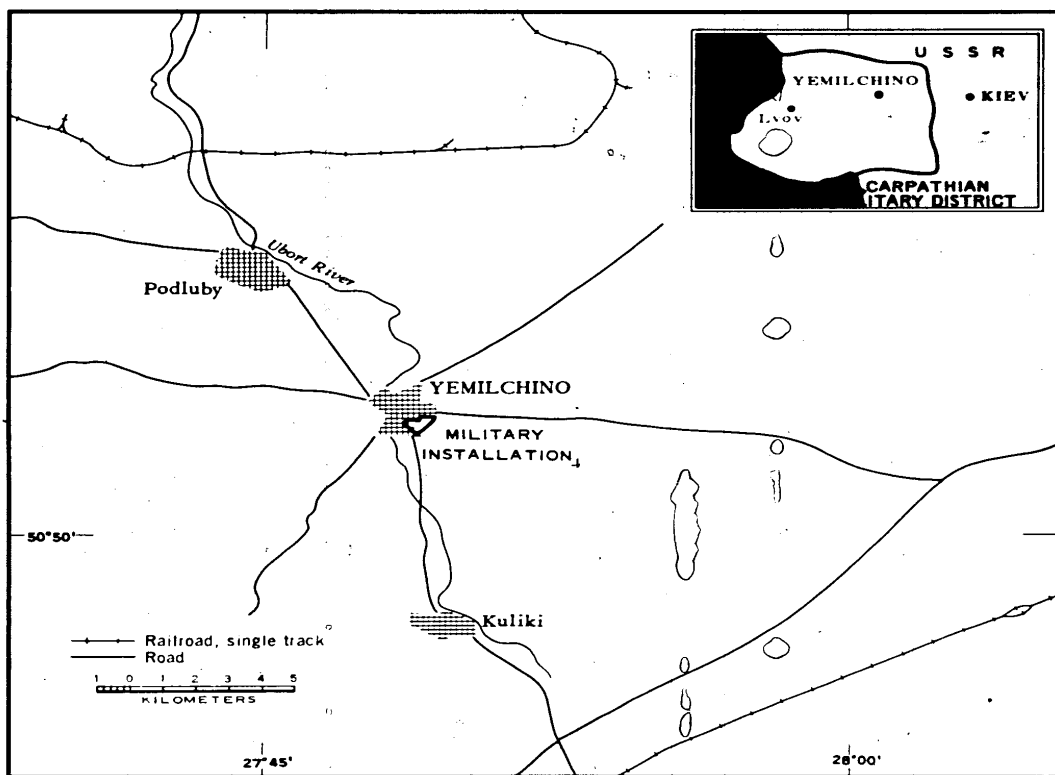 U S S R
YEMILCHINO
KIEV
Lvov
CARPATHIAN
ITARY DISTRICT
Ubort River
Podluby
YEMILCHINO
MILITARY
INSTALLATION
50°50'
Kuliki
Railroad, single track
Road
1 0 1 2 3 4 5
KILOMETERS
27°45'
28°00'